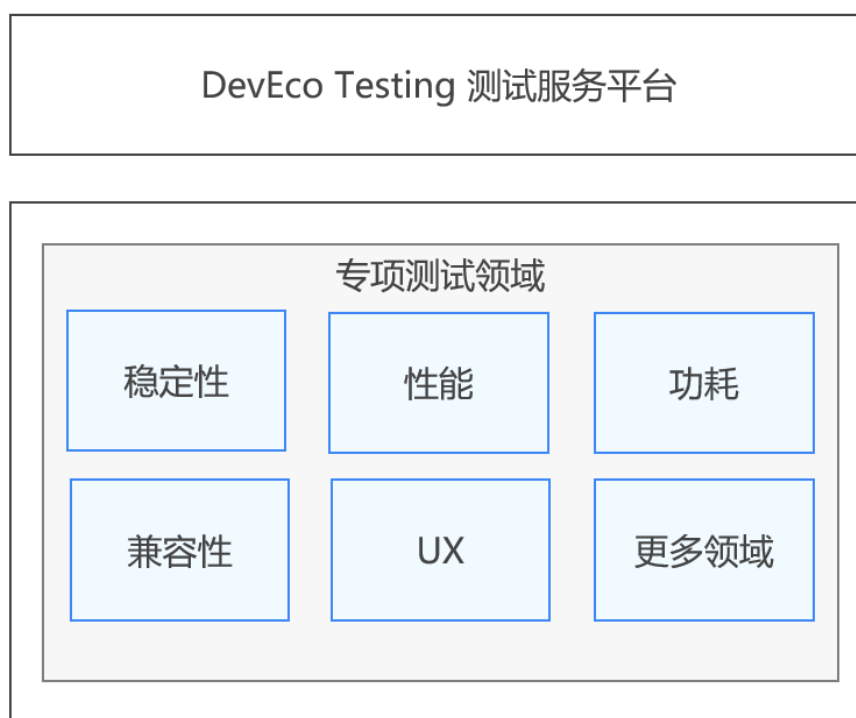 DevEco Testing 测试服务平台
专项测试领域
稳定性
性能
功耗
兼容性
UX
更多领域